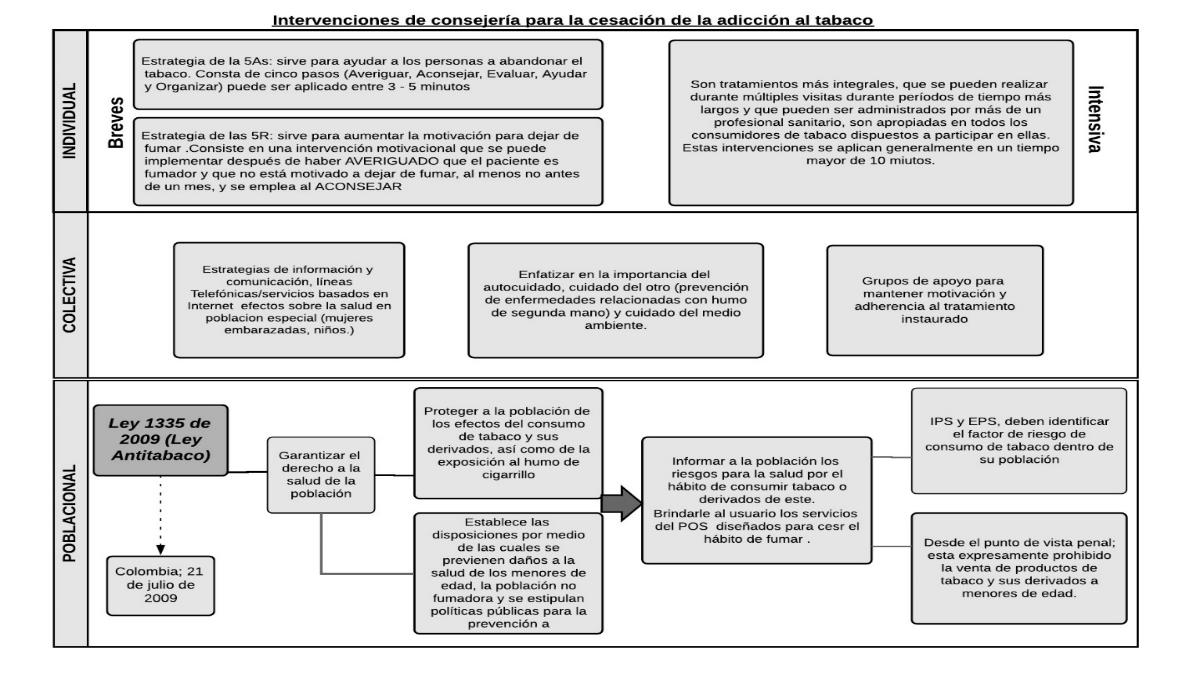 Intervenciones de consejería para la cesación de la adicción al tabaco
INDIVIDUAL
Breves
Estrategia de la 5As: sirve para ayudar a los personas a abandonar el
tabaco. Consta de cinco pasos (Averiguar, Aconsejar, Evaluar, Ayudar
y Organizar) puede ser aplicado entre 3 - 5 minutos
Estrategia de las 5R: sirve para aumentar la motivación para dejar de
fumar .Consiste en una intervención motivacional que se puede
implementar después de haber AVERIGUADO que el paciente es
fumador y que no está motivado a dejar de fumar, al menos no antes
de un mes, y se emplea al ACONSEJAR
Son tratamientos más integrales, que se pueden realizar
durante múltiples visitas durante períodos de tiempo más
largos y que pueden ser administrados por más de un
profesional sanitario, son apropiadas en todos los
consumidores de tabaco dispuestos a participar en ellas.
Estas intervenciones se aplican generalmente en un tiempo
mayor de 10 miutos.
Intensiva
COLECTIVA
Estrategias de información y
comunicación, líneas
Telefónicas/servicios basados en
Internet efectos sobre la salud en
poblacion especial (mujeres
embarazadas, niños.)
Enfatizar en la importancia del
autocuidado, cuidado del otro (prevención
de enfermedades relacionadas con humo
de segunda mano) y cuidado del medio
ambiente.
Grupos de apoyo para
mantener motivación y
adherencia al tratamiento
instaurado
POBLACIONAL
Ley 1335 de
2009 (Ley
Antitabaco)
Colombia; 21
de julio de
2009
Garantizar el
derecho a la
salud de la
población
Proteger a la población de
los efectos del consumo
de tabaco y sus
derivados, así como de la
exposición al humo de
cigarrillo
Establece las
disposiciones por medio
de las cuales se
previenen daños a la
salud de los menores de
edad, la población no
fumadora y se estipulan
políticas públicas para la
prevención a
Informar a la población los
riesgos para la salud por el
hábito de consumir tabaco o
derivados de este.
Brindarle al usuario los servicios
del POS diseñados para cesr el
hábito de fumar .
IPS y EPS, deben identificar
el factor de riesgo de
consumo de tabaco dentro de
su población
Desde el punto de vista penal;
esta expresamente prohibido
la venta de productos de
tabaco y sus derivados a
menores de edad.